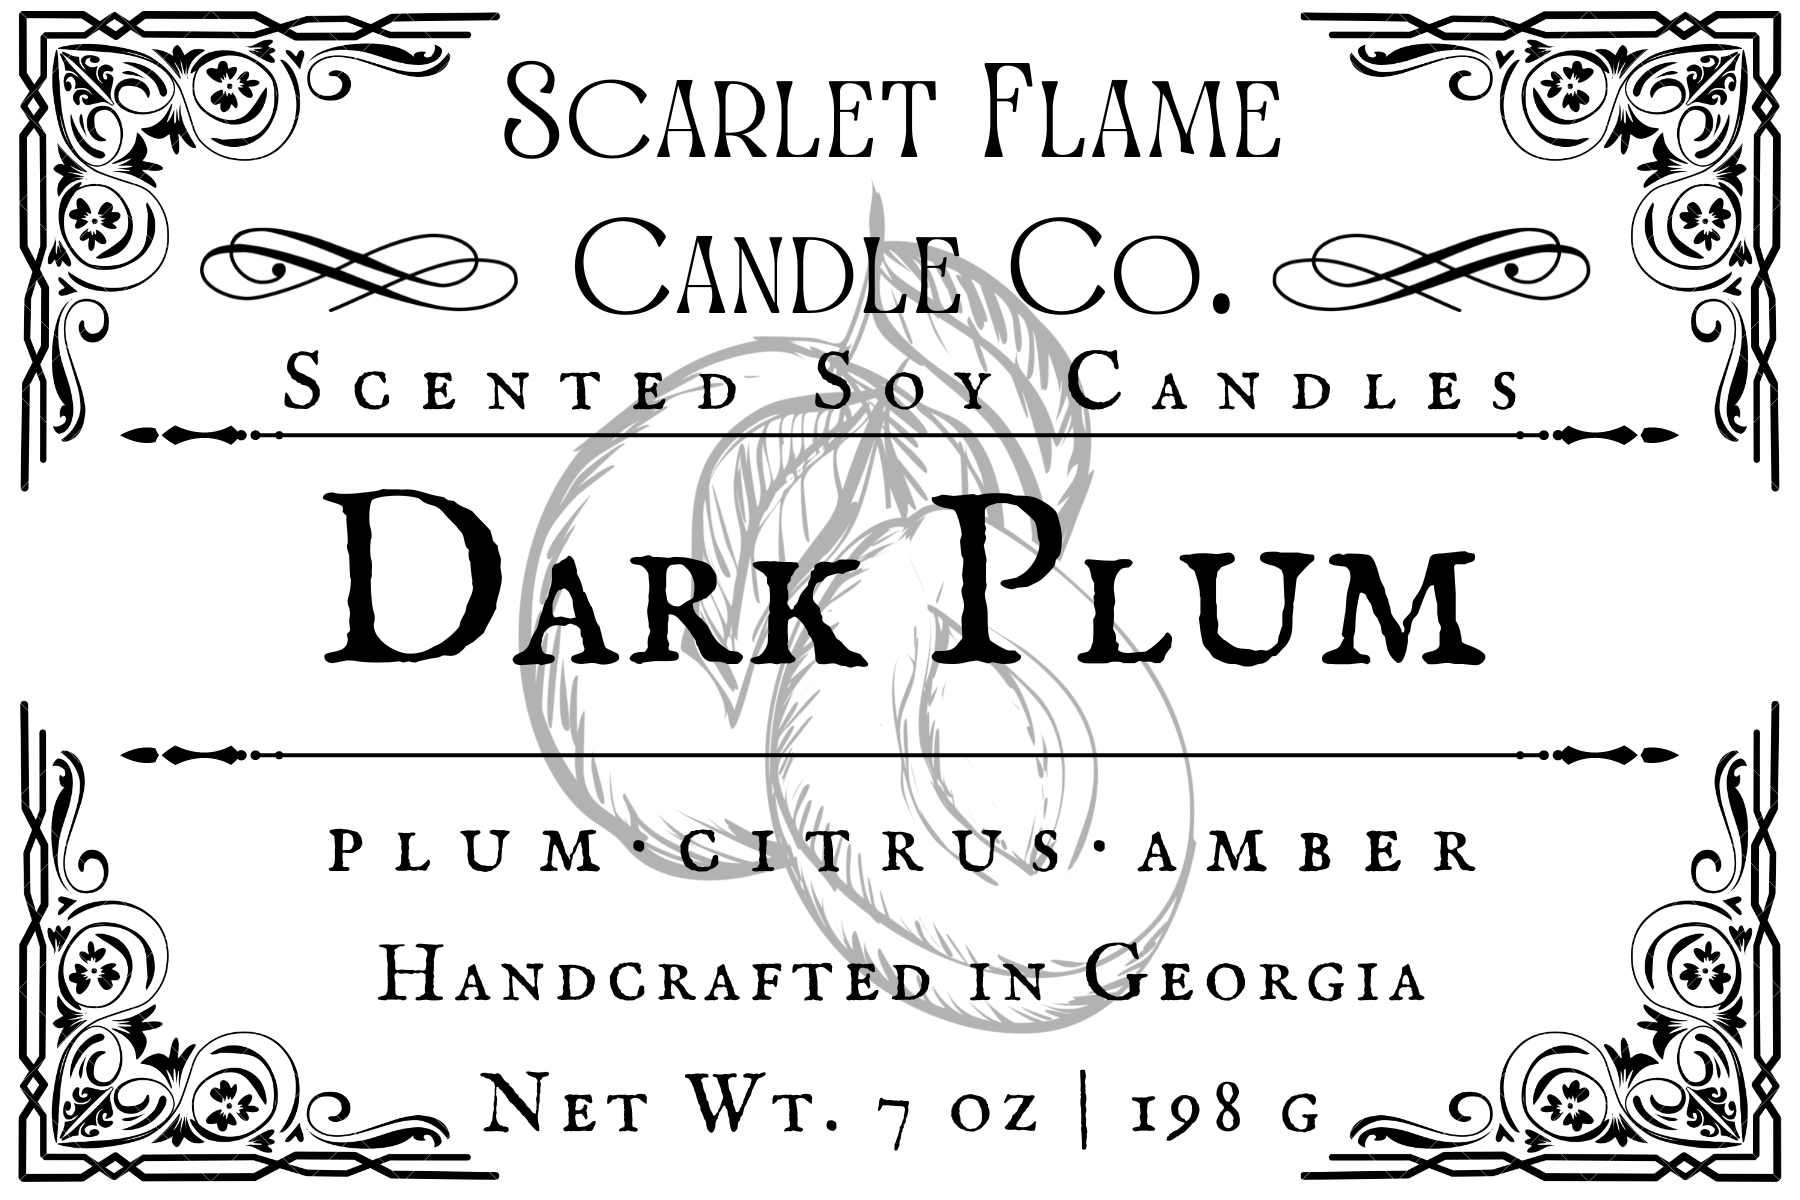 Scarlet Flame
Candle Co.
Scented Soy Candles
Dark Plum
PLUM·CITRUS·AMBER
Handcrafted in Georgia
Net Wt. 7 oz | 198 g